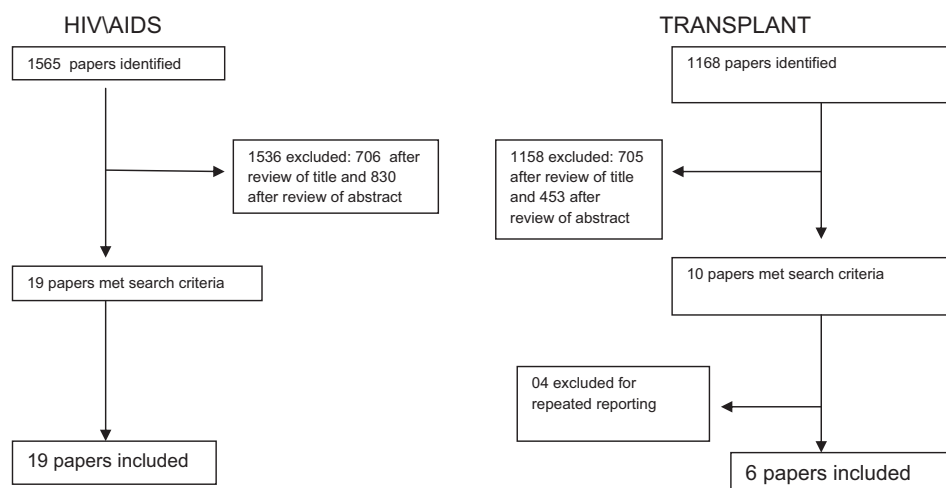 HIV\AIDS
1565 papers identified
1536 excluded: 706 after
review of title and 830
after review of abstract
19 papers met search criteria
19 papers included
TRANSPLANT
1168 papers identified
1158 excluded: 705
after review of title
and 453 after
review of abstract
10 papers met search criteria
04 excluded for
repeated reporting
6 papers included